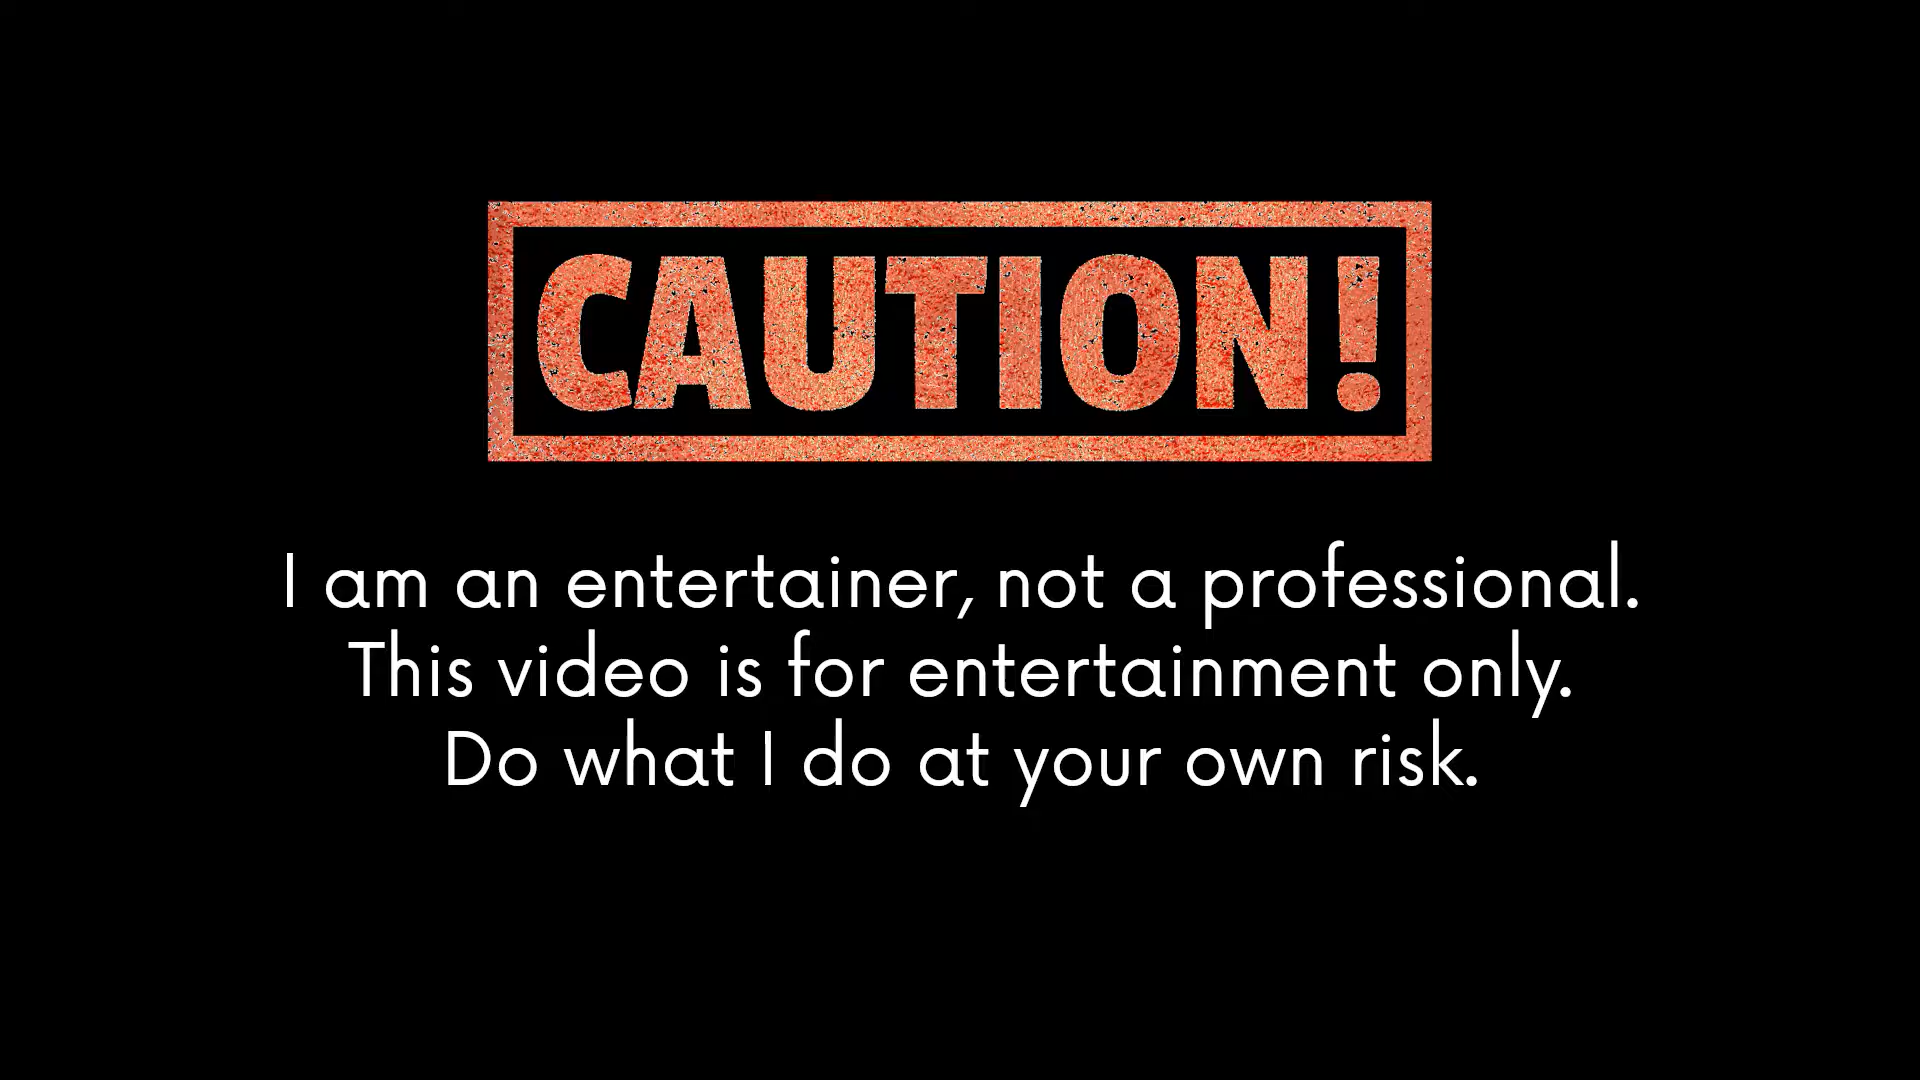 CAUTION!
I am an entertainer, not a professional.
This video is for entertainment only.
Do what I do at your own risk.